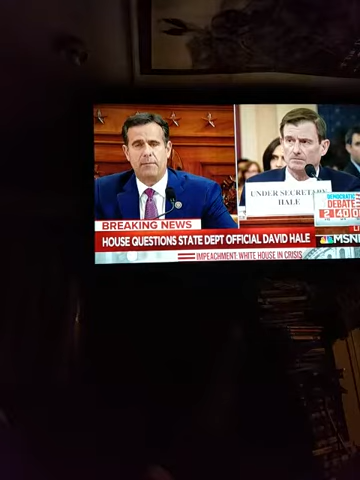 UNDER SECRETARY
HALE
DEMOCRATIC
DEBATE
BREAKING NEWS
HOUSE QUESTIONS STATE DEPT OFFICIAL DAVID HALE
MSN
IMPEACHMENT: WHITE HOUSE IN CRISIS